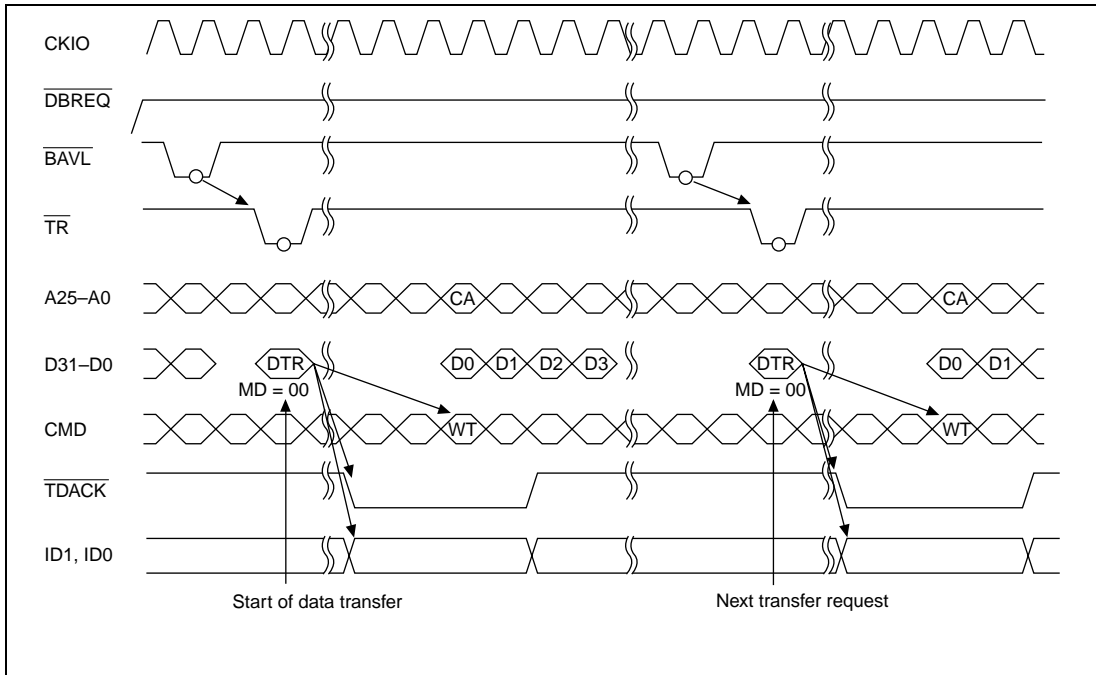 CKIO
DBREQ
BAVL
TR
A25–A0 CA CA
D31–D0 DTR D0 D1 D2 D3 DTR D0 D1
MD = 00 MD = 00
CMD WT WT
TDACK
ID1, ID0
Start of data transfer Next transfer request